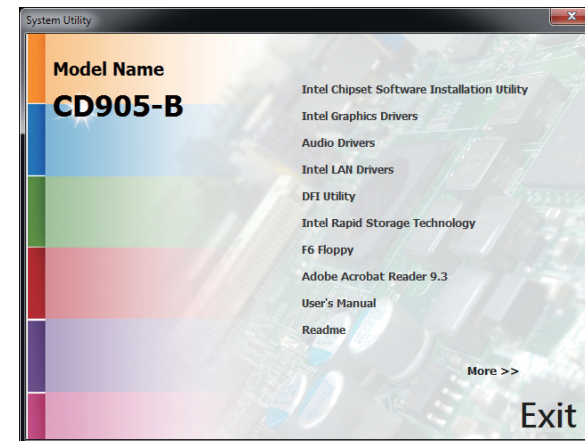 System Utility
x
Model Name
CD905-B
Intel Chipset Software Installation Utility
Intel Graphics Drivers
Audio Drivers
Intel LAN Drivers
DFI Utility
Intel Rapid Storage Technology
F6 Floppy
Adobe Acrobat Reader 9.3
User's Manual
Readme
More >>
Exit